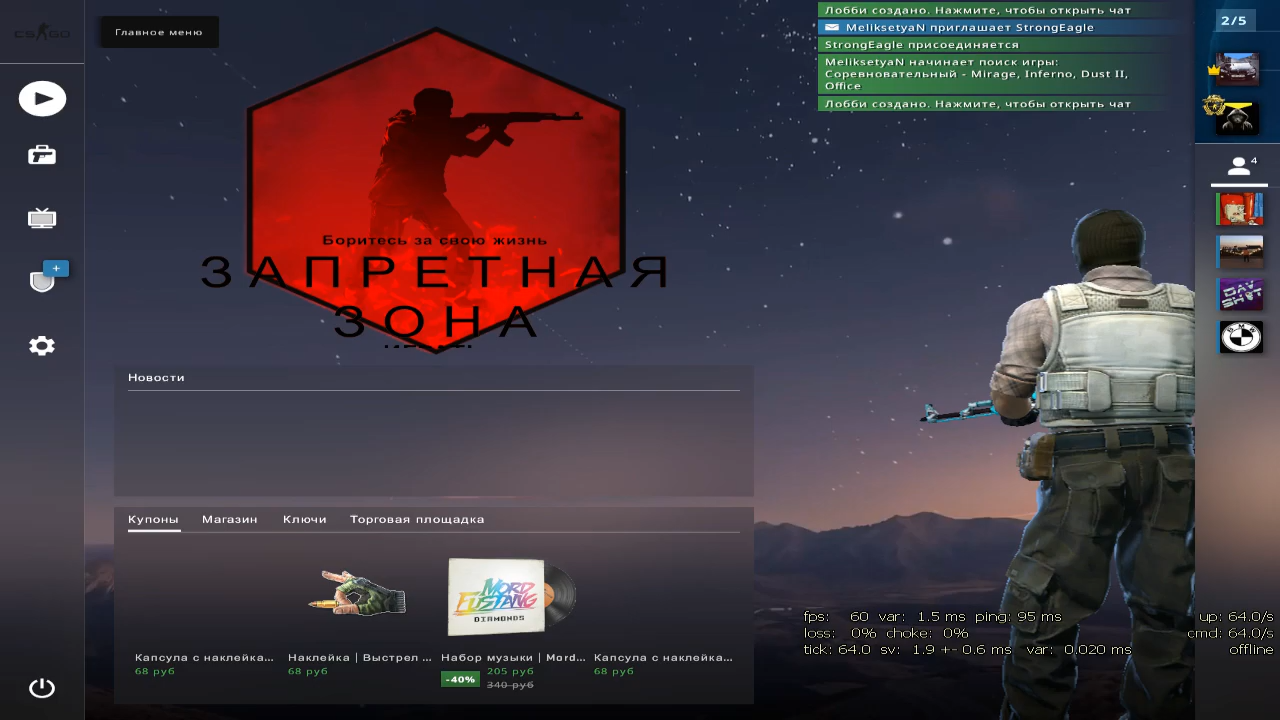 CS GO
Главное меню
Лобби создано. Нажмите, чтобы открыть чат
MeliksetyaN приглашает StrongEagle
StrongEagle присоединяется
MeliksetyaN начинает поиск игры:
Соревновательный - Mirage, Inferno, Dust II,
Office
Лобби создано. Нажмите, чтобы открыть чат
2/5
4
+
Боритесь за свою жизнь
ЗАПРЕТНАЯ
ЗОНА
Новости
Купоны Магазин Ключи Торговая площадка
MORD
FUSTANG
DIAMONDS
Капсула с наклейка... Наклейка | Выстрел ... Набор музыки | Mord... Капсула с наклейка...
68 руб 68 руб 205 руб 68 руб
-40% 340 руб
BMW
fps: 60 var: 1.5 ms ping: 95 ms up: 64.0/s
loss: 0% choke: 0% cmd: 64.0/s
tick: 64.0 sv: 1.9 +- 0.6 ms var: 0.020 ms offline